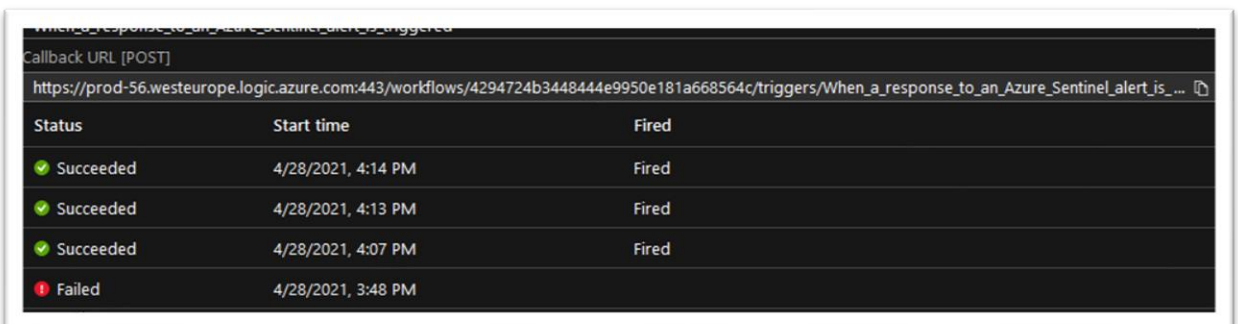 When_a_response_to_an_Azure_Sentinel_alert_is_triggered
Callback URL [POST]
https://prod-56.westeurope.logic.azure.com:443/workflows/4294724b3448444e9950e181a668564c/triggers/When_a_response_to_an_Azure_Sentinel_alert_is_...
Status Start time Fired
Succeeded 4/28/2021, 4:14 PM Fired
Succeeded 4/28/2021, 4:13 PM Fired
Succeeded 4/28/2021, 4:07 PM Fired
Failed 4/28/2021, 3:48 PM